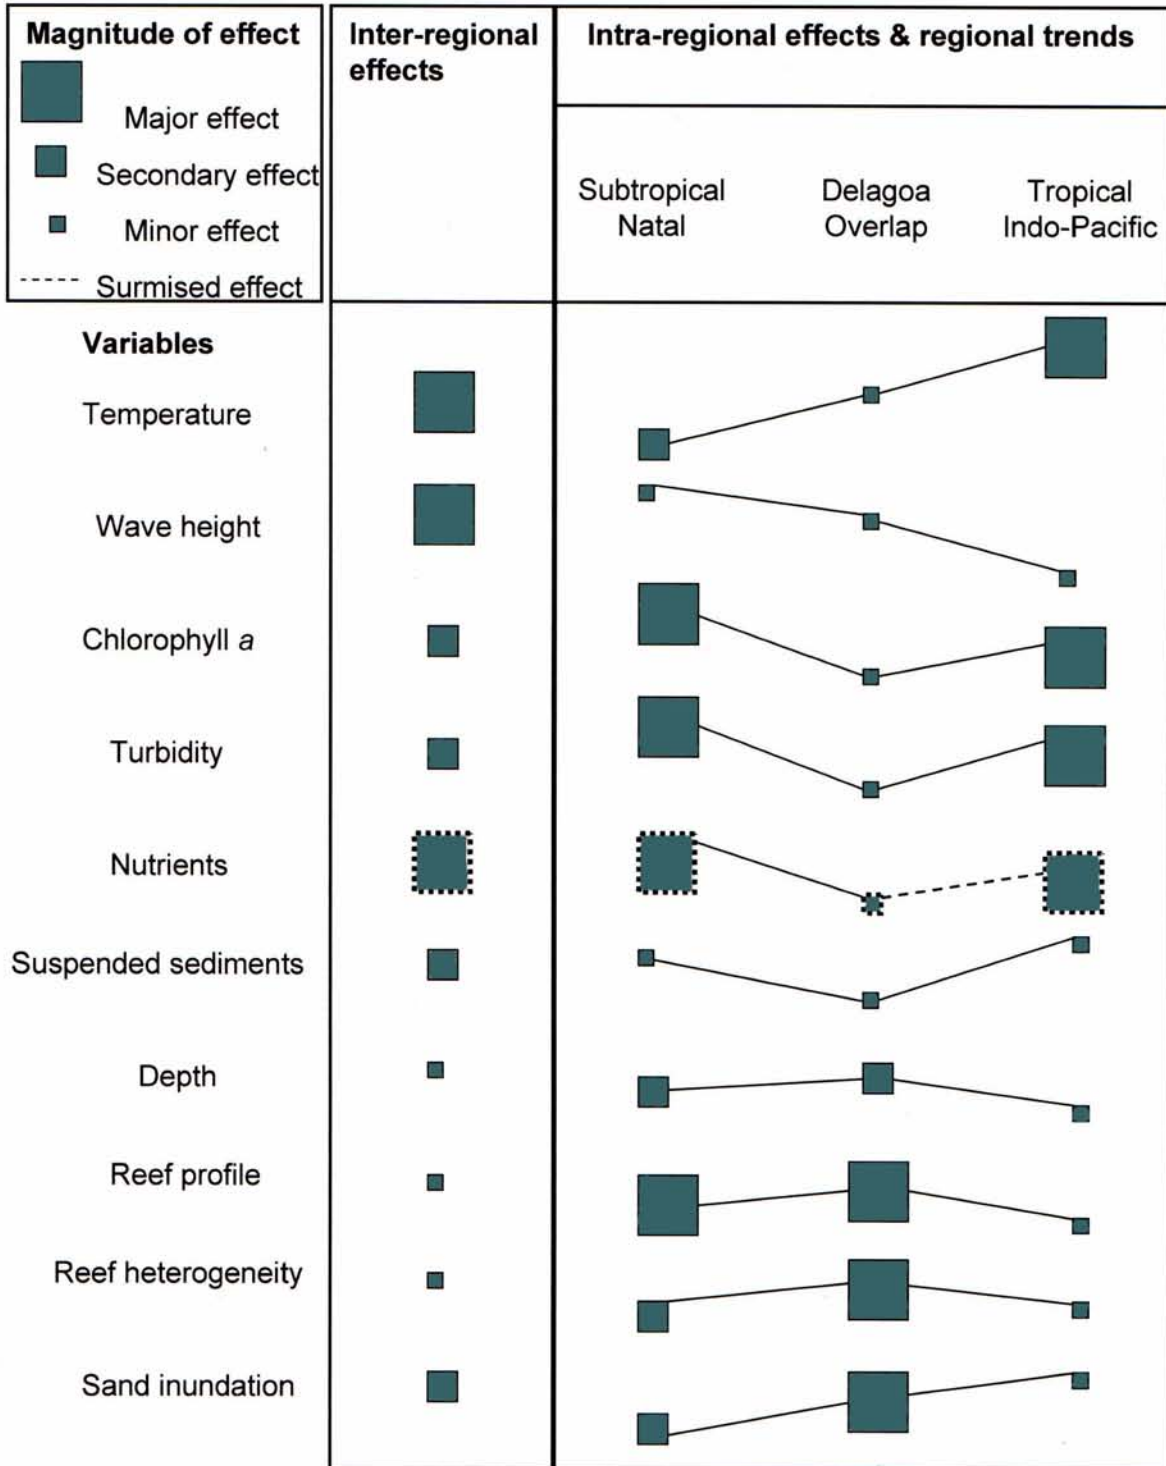 Magnitude of effect
Major effect
Secondary effect
Minor effect
Surmised effect
Inter-regional
effects
Intra-regional effects & regional trends
Subtropical
Natal
Delagoa
Overlap
Tropical
Indo-Pacific
Variables
Temperature
Wave height
Chlorophyll a
Turbidity
Nutrients
Suspended sediments
Depth
Reef profile
Reef heterogeneity
Sand inundation